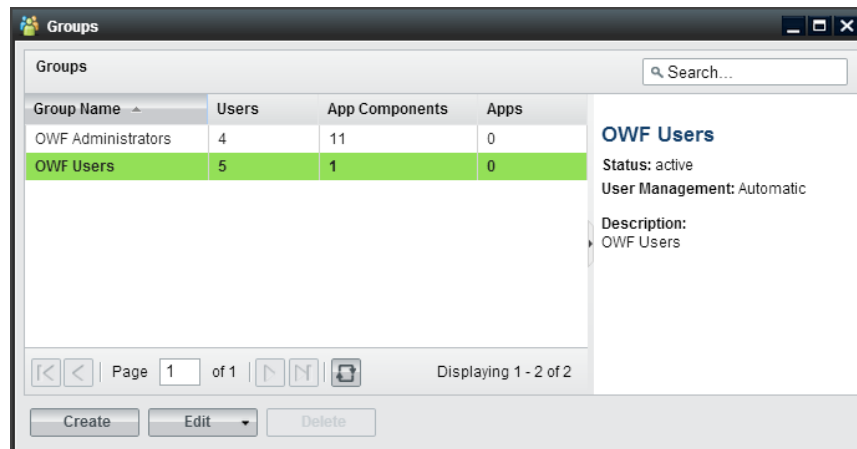 Groups
Groups
Search...
Group Name Users App Components Apps
OWF Administrators 4 11 0
OWF Users 5 1 0
OWF Users
Status: active
User Management: Automatic
Description:
OWF Users
Page 1 of 1 Displaying 1 - 2 of 2
Create Edit Delete